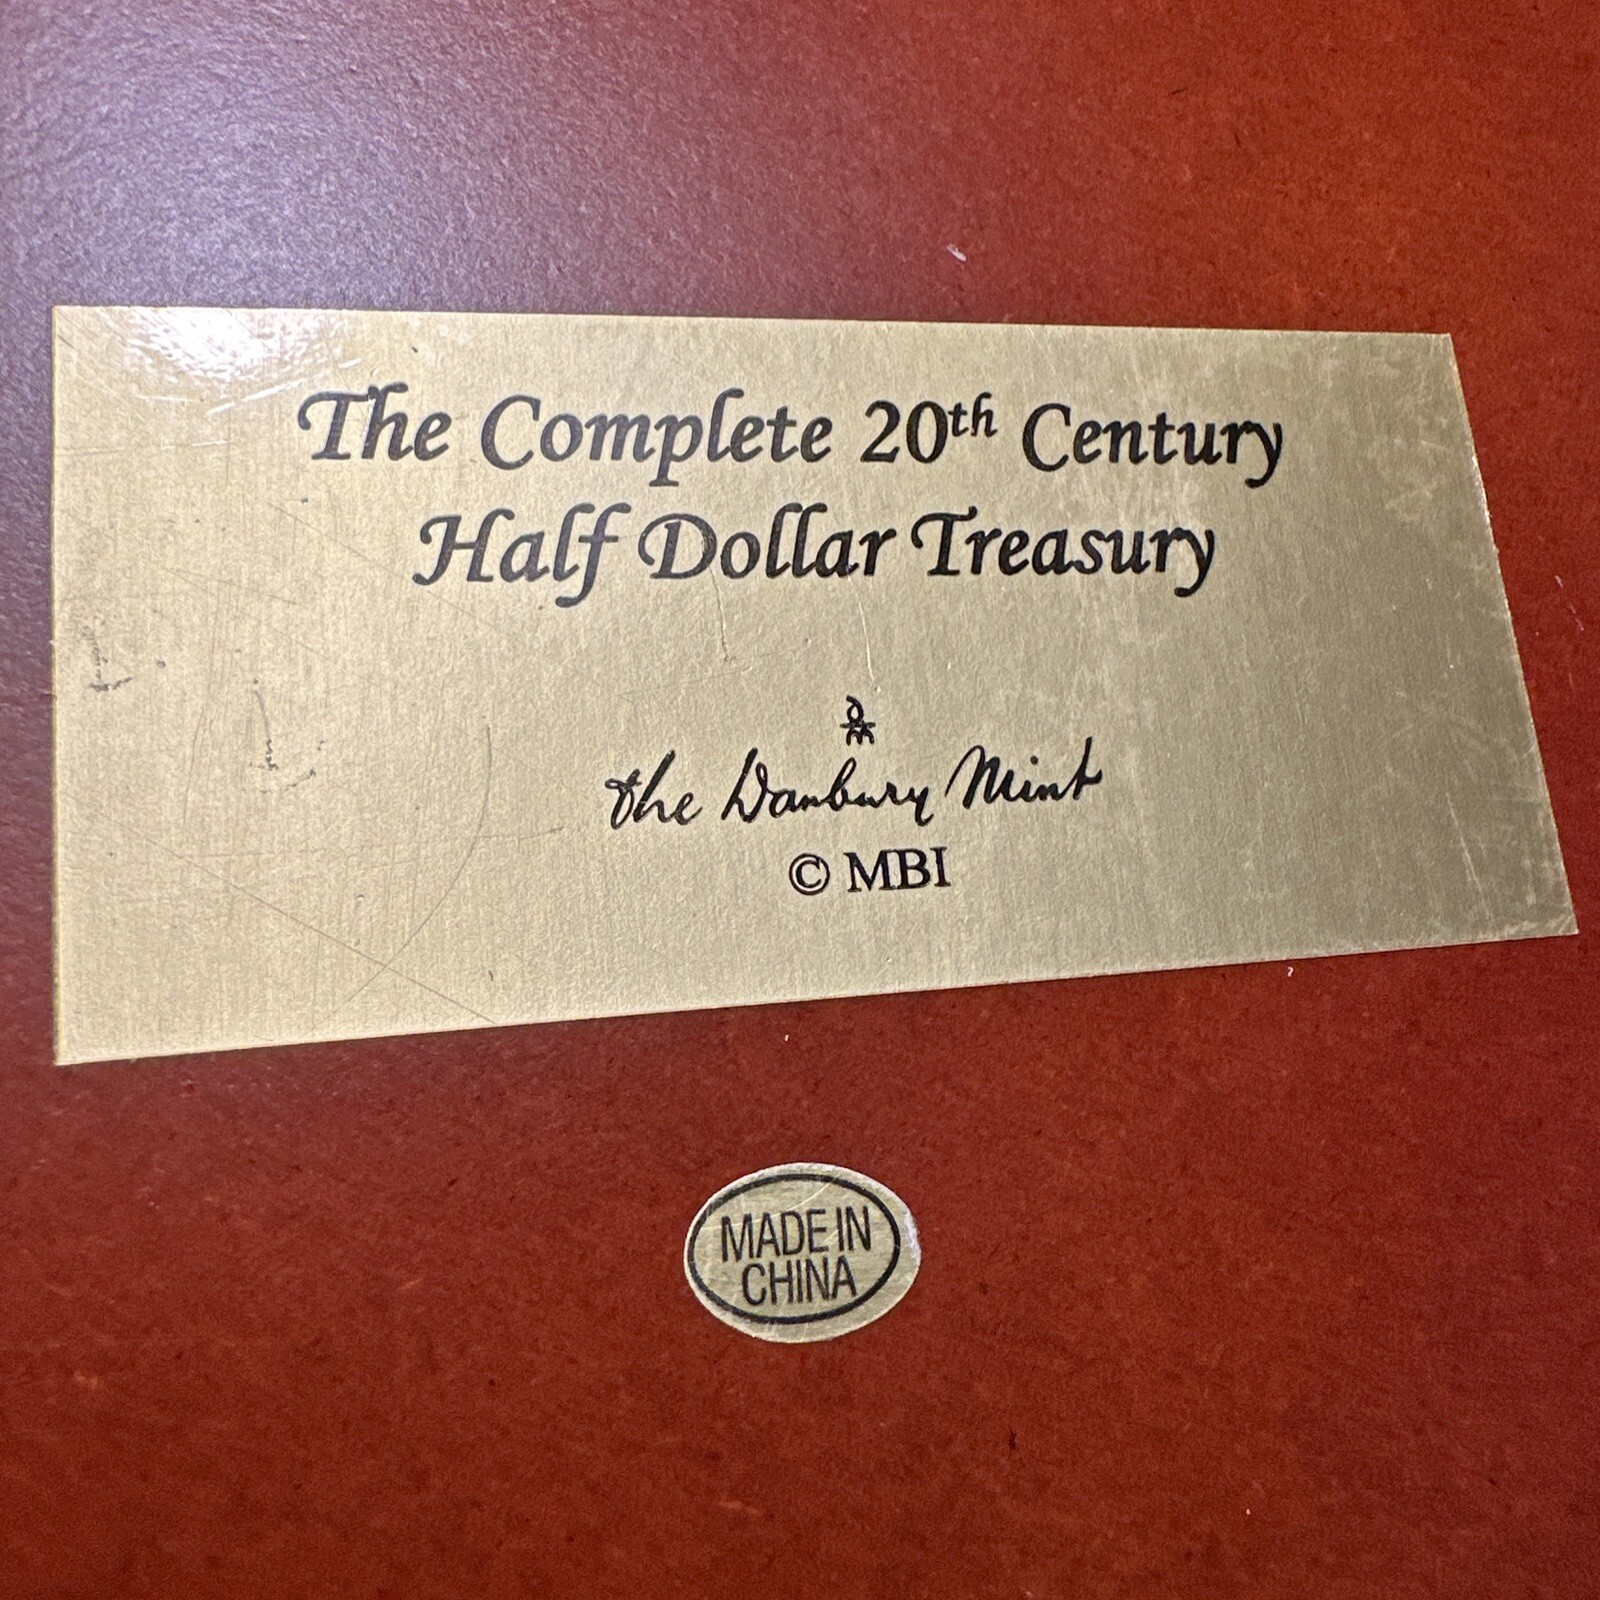 The Complete 20th Century
Half Dollar Treasury
the Danbury Mint
© MBI
MADE IN
CHINA